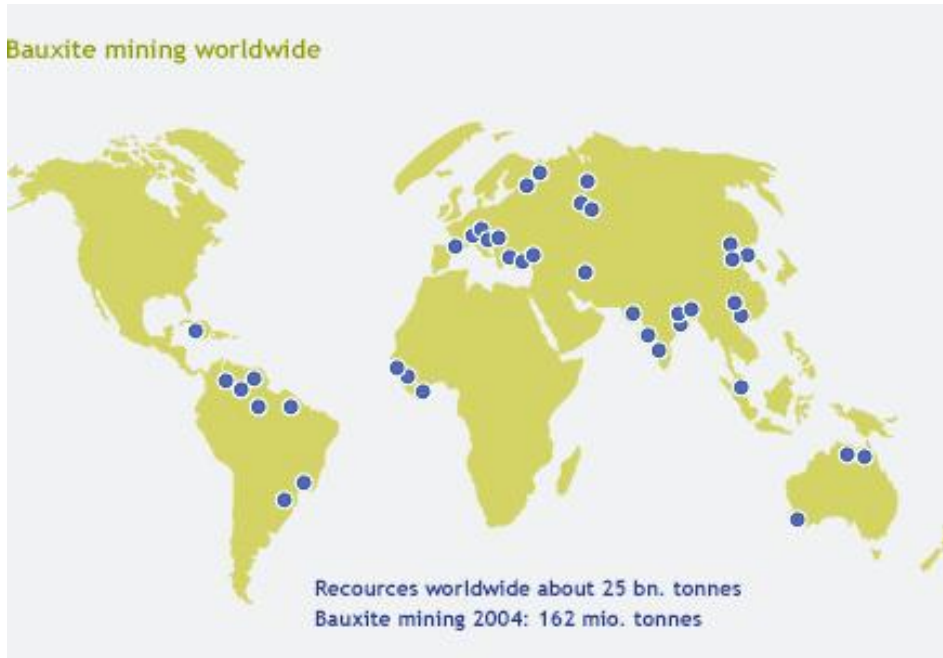 Bauxite mining worldwide
Recources worldwide about 25 bn. tonnes
Bauxite mining 2004: 162 mio. tonnes